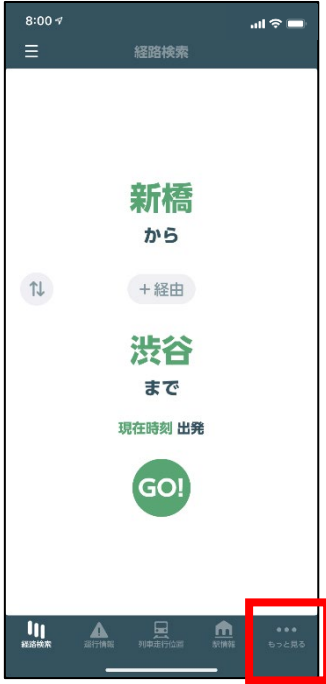 8:00
経路検索
新橋
から
+ 経由
渋谷
まで
現在時刻 出発
GO!
経路検索 運行情報 列車走行位置 駅情報 もっと見る